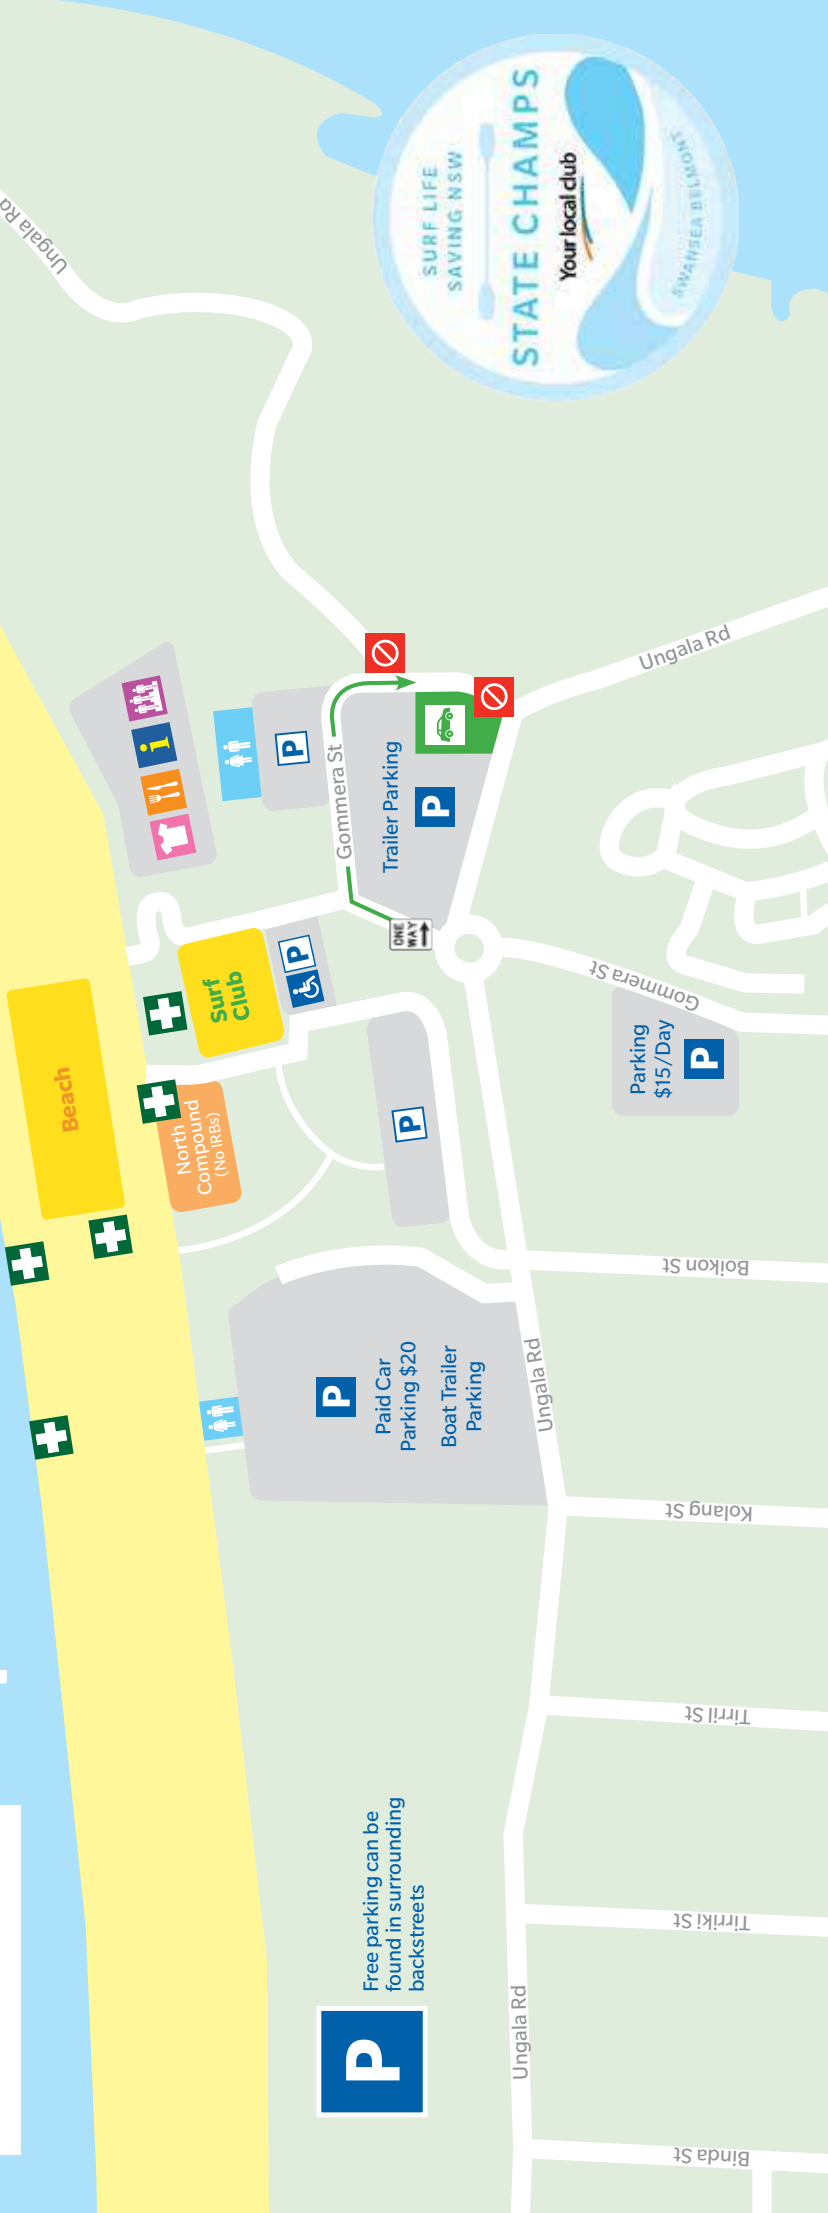 SURF LIFE
SAVING NSW
STATE CHAMPS
Your local club
SWANSEA BELMONT
Ungala Rd
Ungala Rd
i
P
Gommera St
Trailer Parking
P
ONE
WAY
Surf
Club
P
Beach
North
Compound
(No IRBs)
P
Gommera St
Parking
$15/Day
P
Boikon St
P
Paid Car
Parking $20
Boat Trailer
Parking
Ungala Rd
Kolang St
Tirril St
Free parking can be
found in surrounding
backstreets
P
Tirriki St
Ungala Rd
Binda St